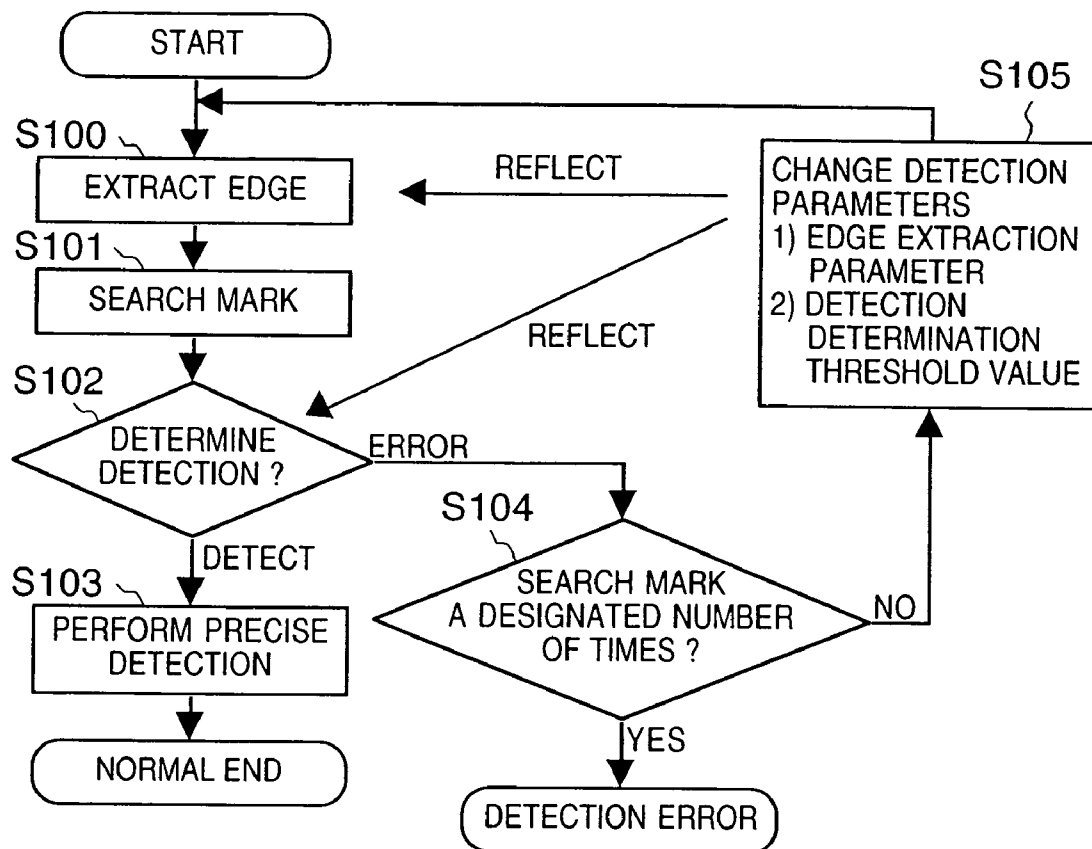 START
S105
S100
EXTRACT EDGE
REFLECT
CHANGE DETECTION
PARAMETERS
1) EDGE EXTRACTION
PARAMETER
2) DETECTION
DETERMINATION
THRESHOLD VALUE
S101
SEARCH MARK
REFLECT
S102
DETERMINE
DETECTION ?
ERROR
DETECT
S104
SEARCH MARK
A DESIGNATED NUMBER
OF TIMES ?
NO
YES
S103
PERFORM PRECISE
DETECTION
NORMAL END
DETECTION ERROR